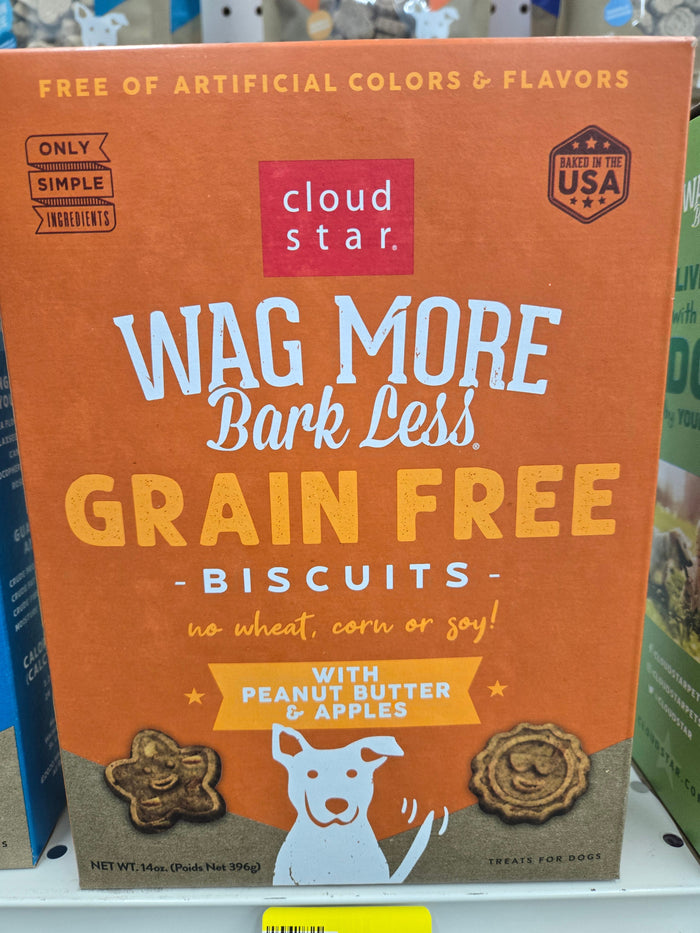 FREE OF ARTIFICIAL COLORS & FLAVORS
ONLY
SIMPLE
INGREDIENTS
BAKED IN THE
USA
cloud
star®
WAG MORE
Bark Less®
GRAIN FREE
- BISCUITS -
no wheat, corn or soy!
WITH
PEANUT BUTTER
& APPLES
NET WT. 14oz. (Poids Net 396g)
TREATS FOR DOGS
with